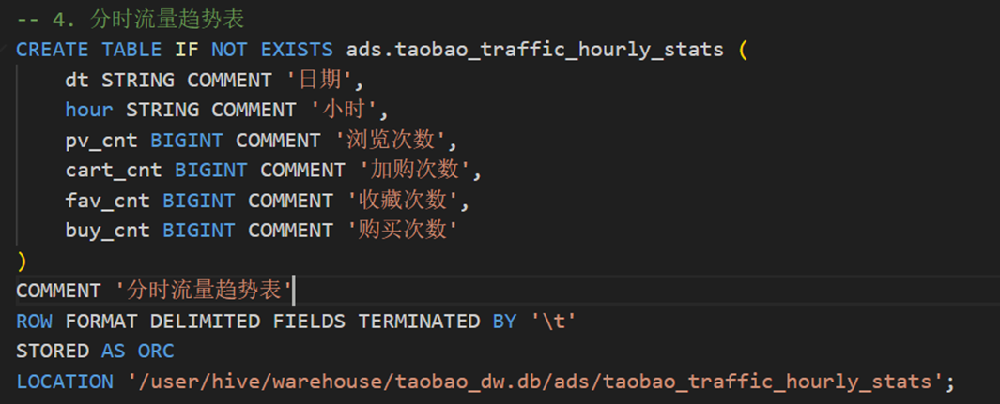 -- 4. 分时流量趋势表
CREATE TABLE IF NOT EXISTS ads.taobao_traffic_hourly_stats (
    dt STRING COMMENT '日期',
    hour STRING COMMENT '小时',
    pv_cnt BIGINT COMMENT '浏览次数',
    cart_cnt BIGINT COMMENT '加购次数',
    fav_cnt BIGINT COMMENT '收藏次数',
    buy_cnt BIGINT COMMENT '购买次数'
)
COMMENT '分时流量趋势表'
ROW FORMAT DELIMITED FIELDS TERMINATED BY '\t'
STORED AS ORC
LOCATION '/user/hive/warehouse/taobao_dw.db/ads/taobao_traffic_hourly_stats';